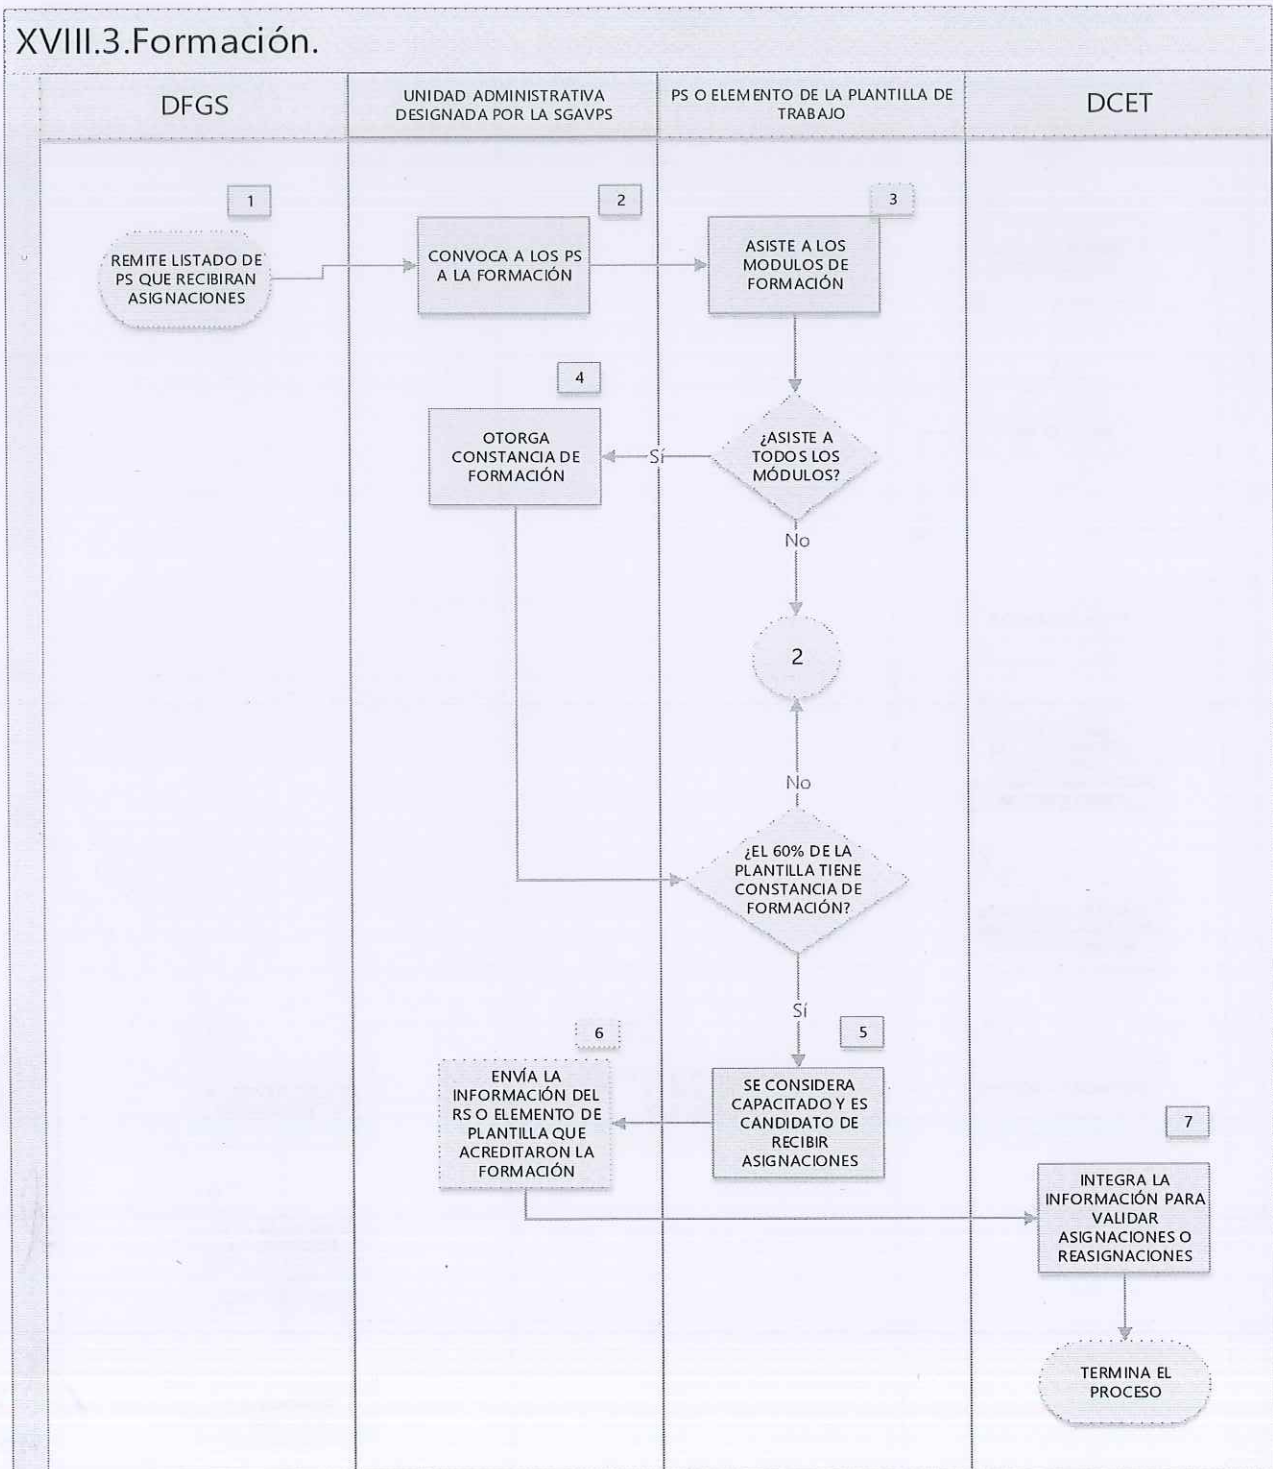 XVIII.3.Formación.
DFGS
UNIDAD ADMINISTRATIVA
DESIGNADA POR LA SGAVPS
PS O ELEMENTO DE LA PLANTILLA DE
TRABAJO
DCET
1
REMITE LISTADO DE
PS QUE RECIBIRAN
ASIGNACIONES
2
CONVOCA A LOS PS
A LA FORMACIÓN
3
ASISTE A LOS
MODULOS DE
FORMACIÓN
¿ASISTE A
TODOS LOS
MÓDULOS?
Sí
4
OTORGA
CONSTANCIA DE
FORMACIÓN
No
2
No
¿EL 60% DE LA
PLANTILLA TIENE
CONSTANCIA DE
FORMACIÓN?
Sí
5
SE CONSIDERA
CAPACITADO Y ES
CANDIDATO DE
RECIBIR
ASIGNACIONES
6
ENVÍA LA
INFORMACIÓN DEL
RS O ELEMENTO DE
PLANTILLA QUE
ACREDITARON LA
FORMACIÓN
7
INTEGRA LA
INFORMACIÓN PARA
VALIDAR
ASIGNACIONES O
REASIGNACIONES
TERMINA EL
PROCESO